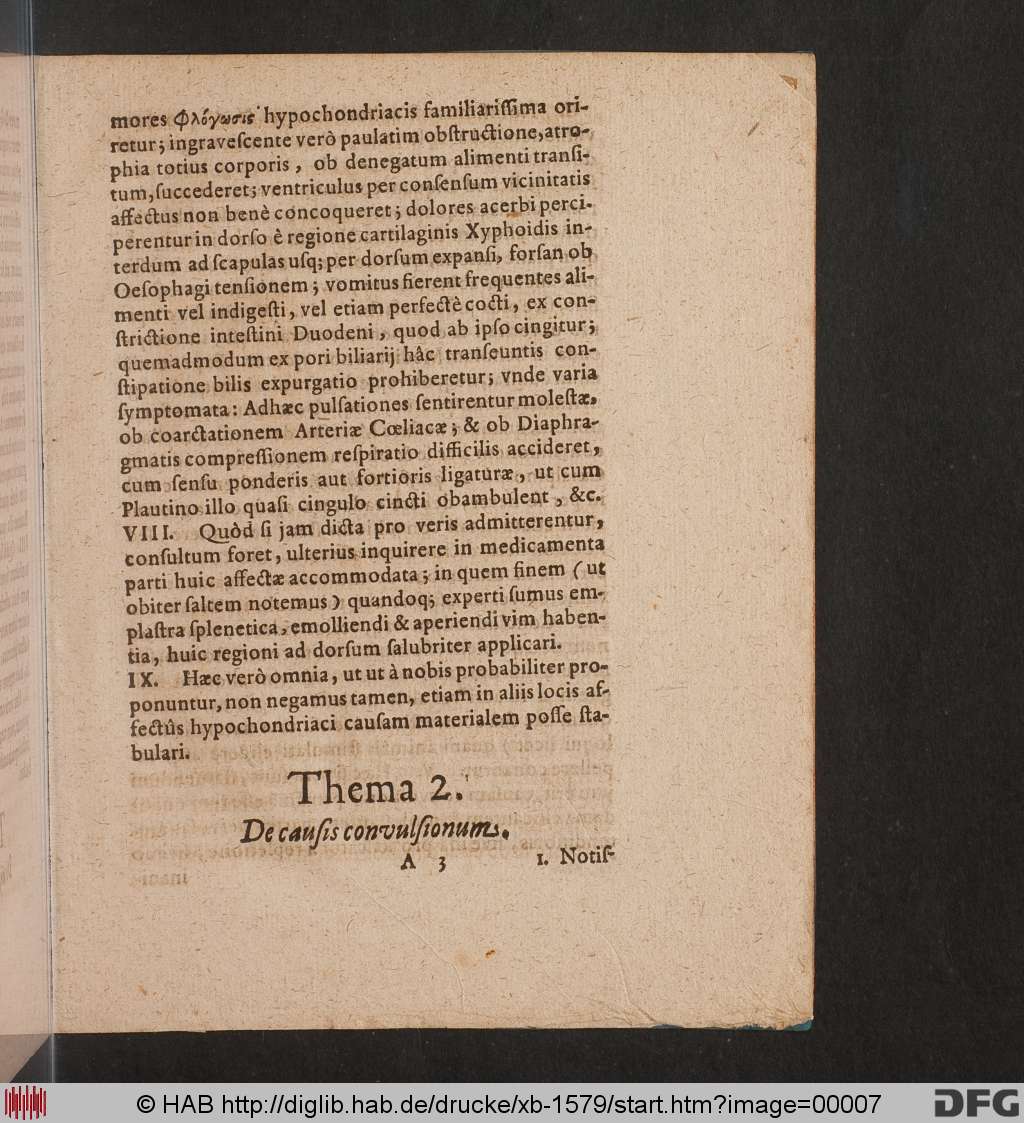 mores φλόγωσις hypochondriacis familiariſſima ori-
retur; ingraveſcente verò paulatim obſtructione, atro-
phia totius corporis, ob denegatum alimenti tranſi-
tum, ſuccederet; ventriculus per conſenſum vicinitatis
affectus non benè concoqueret; dolores acerbi perci-
perentur in dorſo è regione cartilaginis Xyphoidis in-
terdum ad ſcapulas uſq; per dorſum expanſi, forſan ob
Oeſophagi tenſionem; vomitus fierent frequentes ali-
menti vel indigeſti, vel etiam perfectè cocti, ex con-
ſtrictione inteſtini Duodeni, quod ab ipſo cingitur;
quemadmodum ex pori biliarij hâc tranſeuntis con-
ſtipatione bilis expurgatio prohiberetur; vnde varia
ſymptomata: Adhæc pulſationes ſentirentur moleſtæ,
ob coarctationem Arteriæ Cœliacæ; & ob Diaphra-
gmatis compreſſionem reſpiratio difficilis accideret,
cum ſenſu ponderis aut fortioris ligaturæ, ut cum
Plautino illo quaſi cingulo cincti obambulent, &c.
VIII. Quòd ſi jam dicta pro veris admitterentur,
conſultum foret, ulterius inquirere in medicamenta
parti huic affectæ accommodata; in quem finem (ut
obiter ſaltem notemus) quandoq; experti ſumus em-
plaſtra ſplenetica, emolliendi & aperiendi vim haben-
tia, huic regioni ad dorſum ſalubriter applicari.
IX. Hæc verò omnia, ut ut à nobis probabiliter pro-
ponuntur, non negamus tamen, etiam in aliis locis af-
fectûs hypochondriaci cauſam materialem poſſe ſta-
bulari.
Thema 2.
De cauſis convulſionum.
A 3 1. Notiſ-
© HAB http://diglib.hab.de/drucke/xb-1579/start.htm?image=00007 DFG